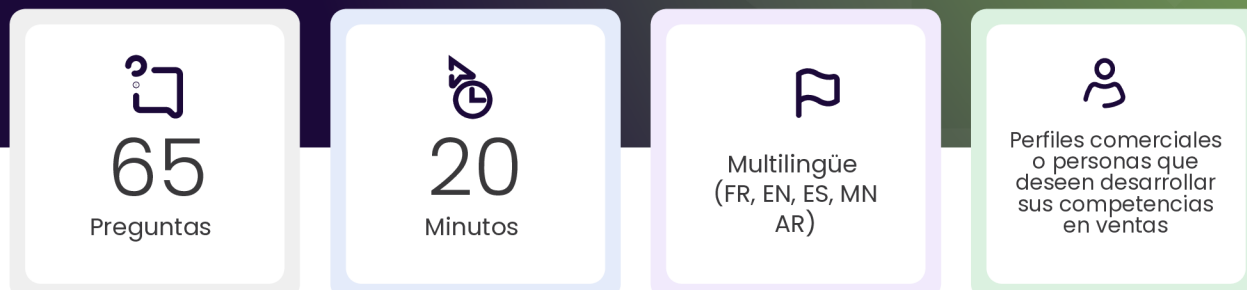 65
Preguntas
20
Minutos
Multilingüe
(FR, EN, ES, MN
AR)
Perfiles comerciales
o personas que
deseen desarrollar
sus competencias
en ventas